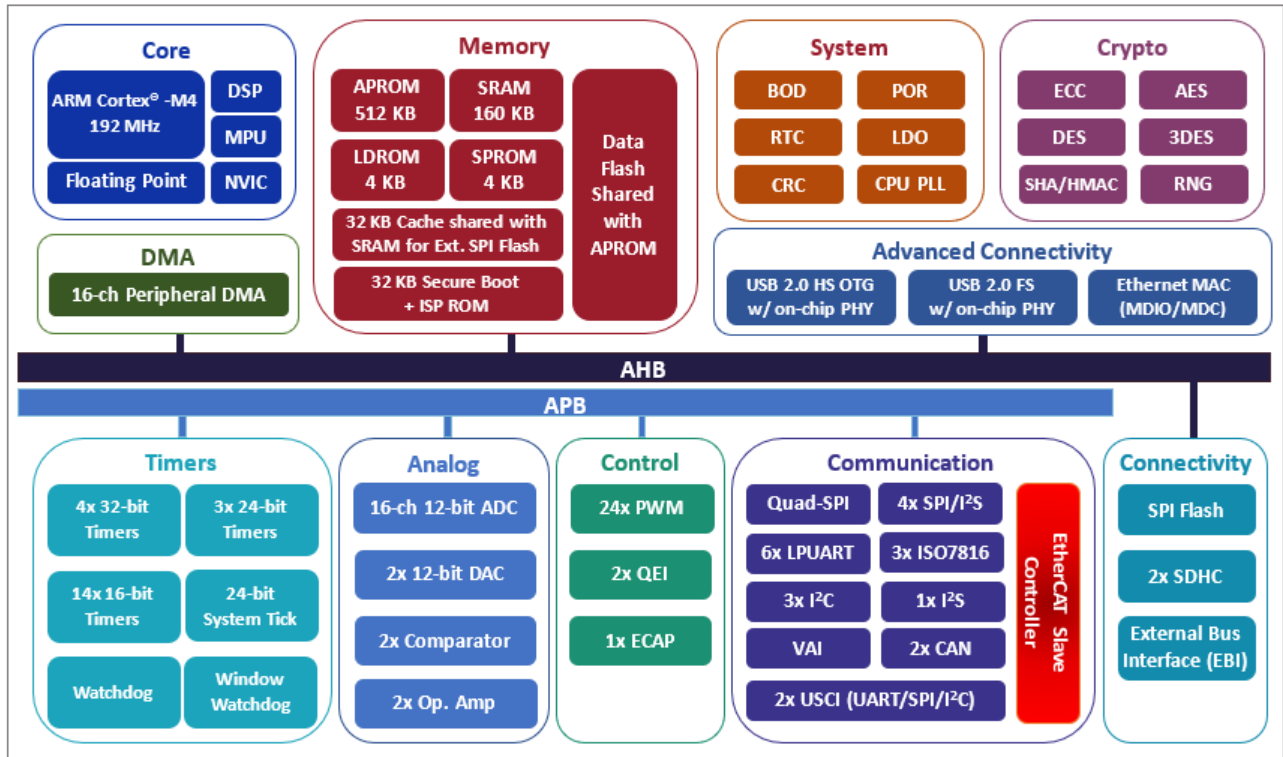 Core
ARM Cortex® -M4
192 MHz
DSP
MPU
Floating Point
NVIC
DMA
16-ch Peripheral DMA
Memory
APROM
512 KB
SRAM
160 KB
LDROM
4 KB
SPROM
4 KB
32 KB Cache shared with
SRAM for Ext. SPI Flash
32 KB Secure Boot
+ ISP ROM
Data
Flash
Shared
with
APROM
System
BOD
POR
RTC
LDO
CRC
CPU PLL
Crypto
ECC
AES
DES
3DES
SHA/HMAC
RNG
Advanced Connectivity
USB 2.0 HS OTG
w/ on-chip PHY
USB 2.0 FS
w/ on-chip PHY
Ethernet MAC
(MDIO/MDC)
AHB
APB
Timers
4x 32-bit
Timers
3x 24-bit
Timers
14x 16-bit
Timers
24-bit
System Tick
Watchdog
Window
Watchdog
Analog
16-ch 12-bit ADC
2x 12-bit DAC
2x Comparator
2x Op. Amp
Control
24x PWM
2x QEI
1x ECAP
Communication
Quad-SPI
4x SPI/I²S
6x LPUART
3x ISO7816
3x I²C
1x I²S
VAI
2x CAN
2x USCI (UART/SPI/I²C)
EtherCAT Slave
Controller
Connectivity
SPI Flash
2x SDHC
External Bus
Interface (EBI)